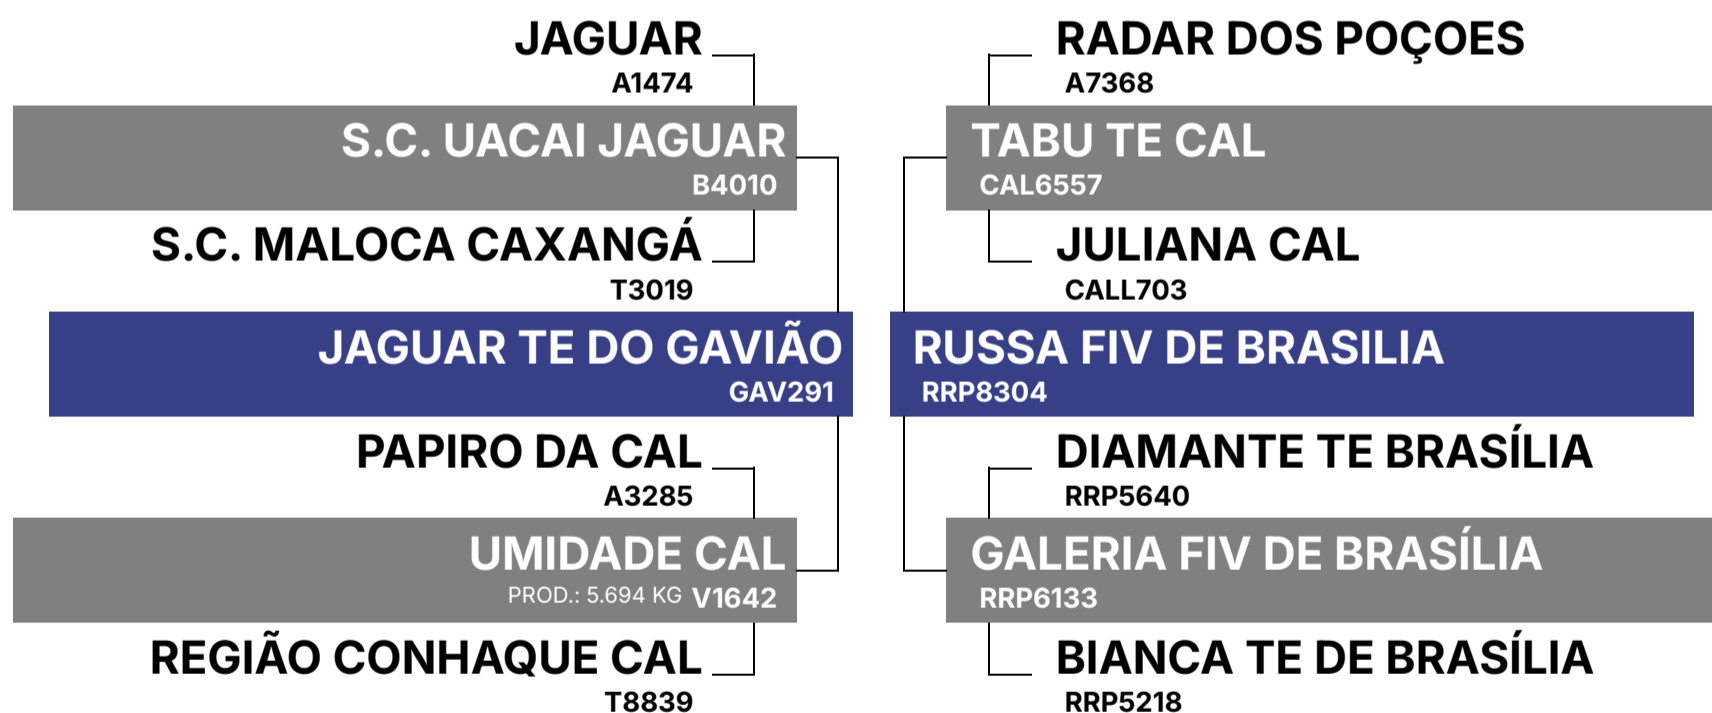 JAGUAR
A1474
S.C. UACAI JAGUAR
B4010
S.C. MALOCA CAXANGÁ
T3019
JAGUAR TE DO GAVIÃO
GAV291
PAPIRO DA CAL
A3285
UMIDADE CAL
PROD.: 5.694 KG V1642
REGIÃO CONHAQUE CAL
T8839
RADAR DOS POÇOES
A7368
TABU TE CAL
CAL6557
JULIANA CAL
CALL703
RUSSA FIV DE BRASILIA
RRP8304
DIAMANTE TE BRASÍLIA
RRP5640
GALERIA FIV DE BRASÍLIA
RRP6133
BIANCA TE DE BRASÍLIA
RRP5218